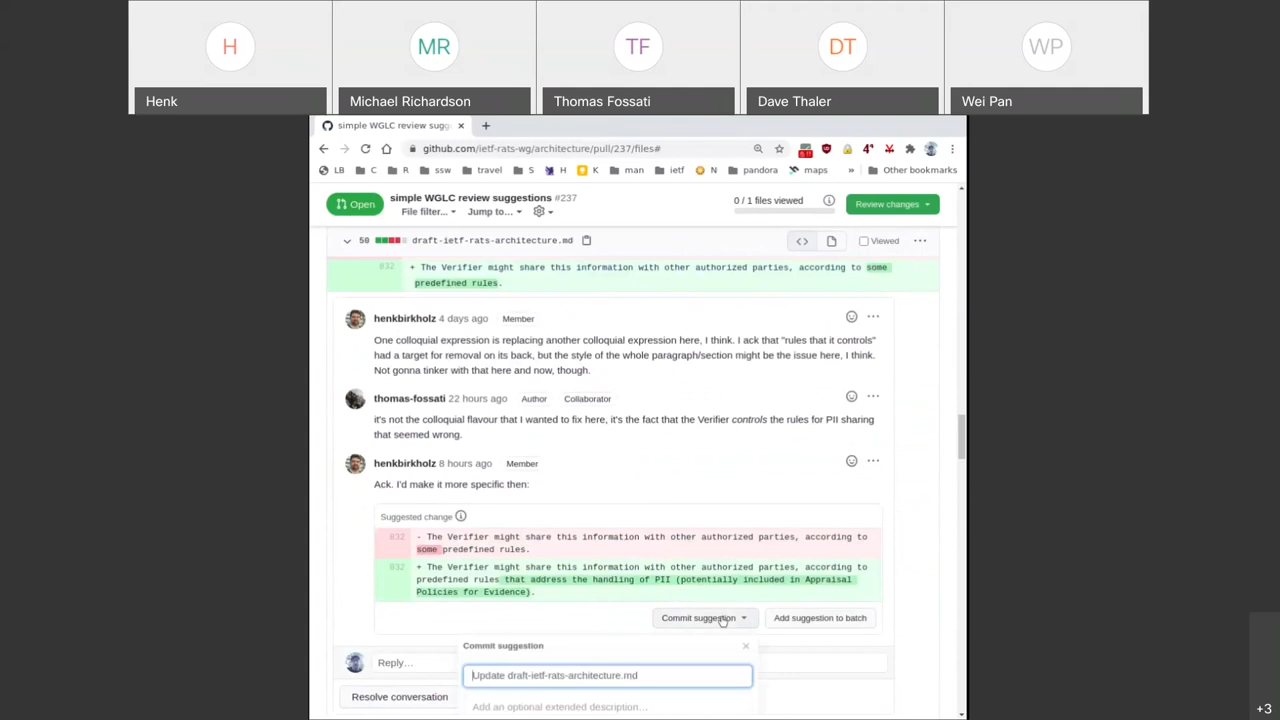 H
MR
TF
DT
WP
Henk
Michael Richardson
Thomas Fossati
Dave Thaler
Wei Pan
simple WGLC review sugg
github.com/ietf-rats-wg/architecture/pull/237/files#
LB
C
R
ssw
travel
S
H
K
man
ietf
N
pandora
maps
»
Other bookmarks
Open
simple WGLC review suggestions #237
File filter... Jump to...
0 / 1 files viewed
Review changes
50 draft-ietf-rats-architecture.md
Viewed
832 + The Verifier might share this information with other authorized parties, according to some
predefined rules.
henkbirkholz 4 days ago Member
One colloquial expression is replacing another colloquial expression here, I think. I ack that "rules that it controls"
had a target for removal on its back, but the style of the whole paragraph/section might be the issue here, I think.
Not gonna tinker with that here and now, though.
thomas-fossati 22 hours ago Author Collaborator
it's not the colloquial flavour that I wanted to fix here, it's the fact that the Verifier controls the rules for PII sharing
that seemed wrong.
henkbirkholz 8 hours ago Member
Ack. I'd make it more specific then:
Suggested change
832 - The Verifier might share this information with other authorized parties, according to
some predefined rules.
832 + The Verifier might share this information with other authorized parties, according to
predefined rules that address the handling of PII (potentially included in Appraisal
Policies for Evidence).
Commit suggestion
Add suggestion to batch
Commit suggestion
Reply...
Update draft-ietf-rats-architecture.md
Resolve conversation
Add an optional extended description...
+3